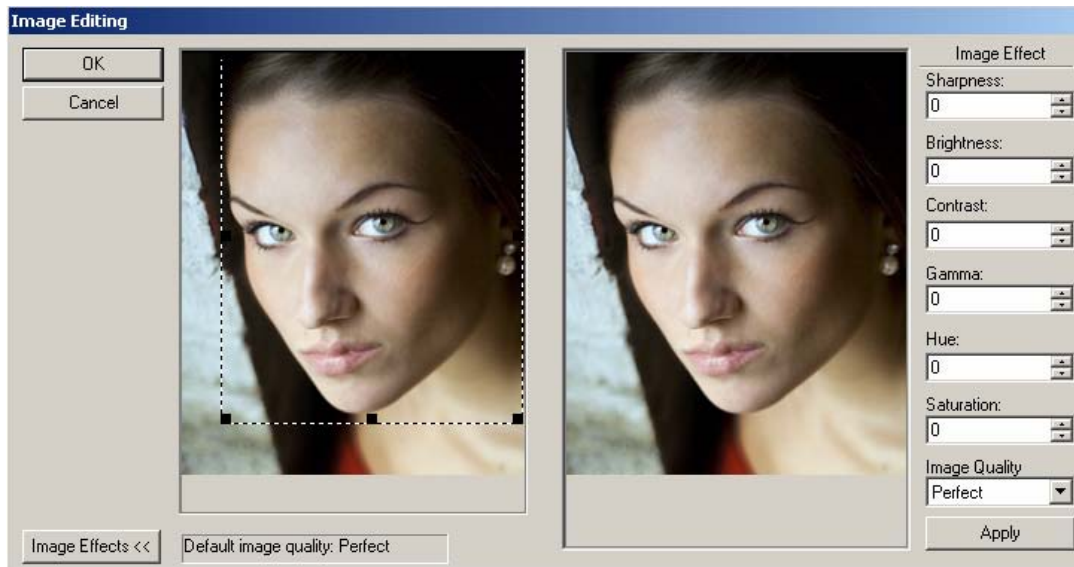 Image Editing
OK
Cancel
Image Effect
Sharpness:
0
Brightness:
0
Contrast:
0
Gamma:
0
Hue:
0
Saturation:
0
Image Quality
Perfect
Apply
Image Effects <<
Default image quality: Perfect